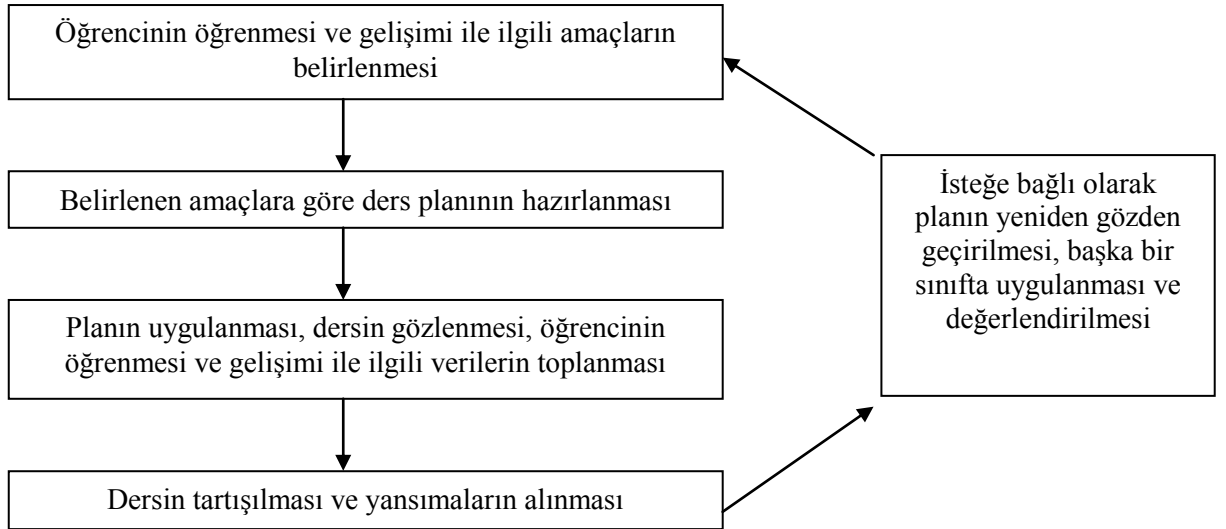 Öğrencinin öğrenmesi ve gelişimi ile ilgili amaçların
belirlenmesi
Belirlenen amaçlara göre ders planının hazırlanması
Planın uygulanması, dersin gözlenmesi, öğrencinin
öğrenmesi ve gelişimi ile ilgili verilerin toplanması
Dersin tartışılması ve yansımaların alınması
İsteğe bağlı olarak
planın yeniden gözden
geçirilmesi, başka bir
sınıfta uygulanması ve
değerlendirilmesi